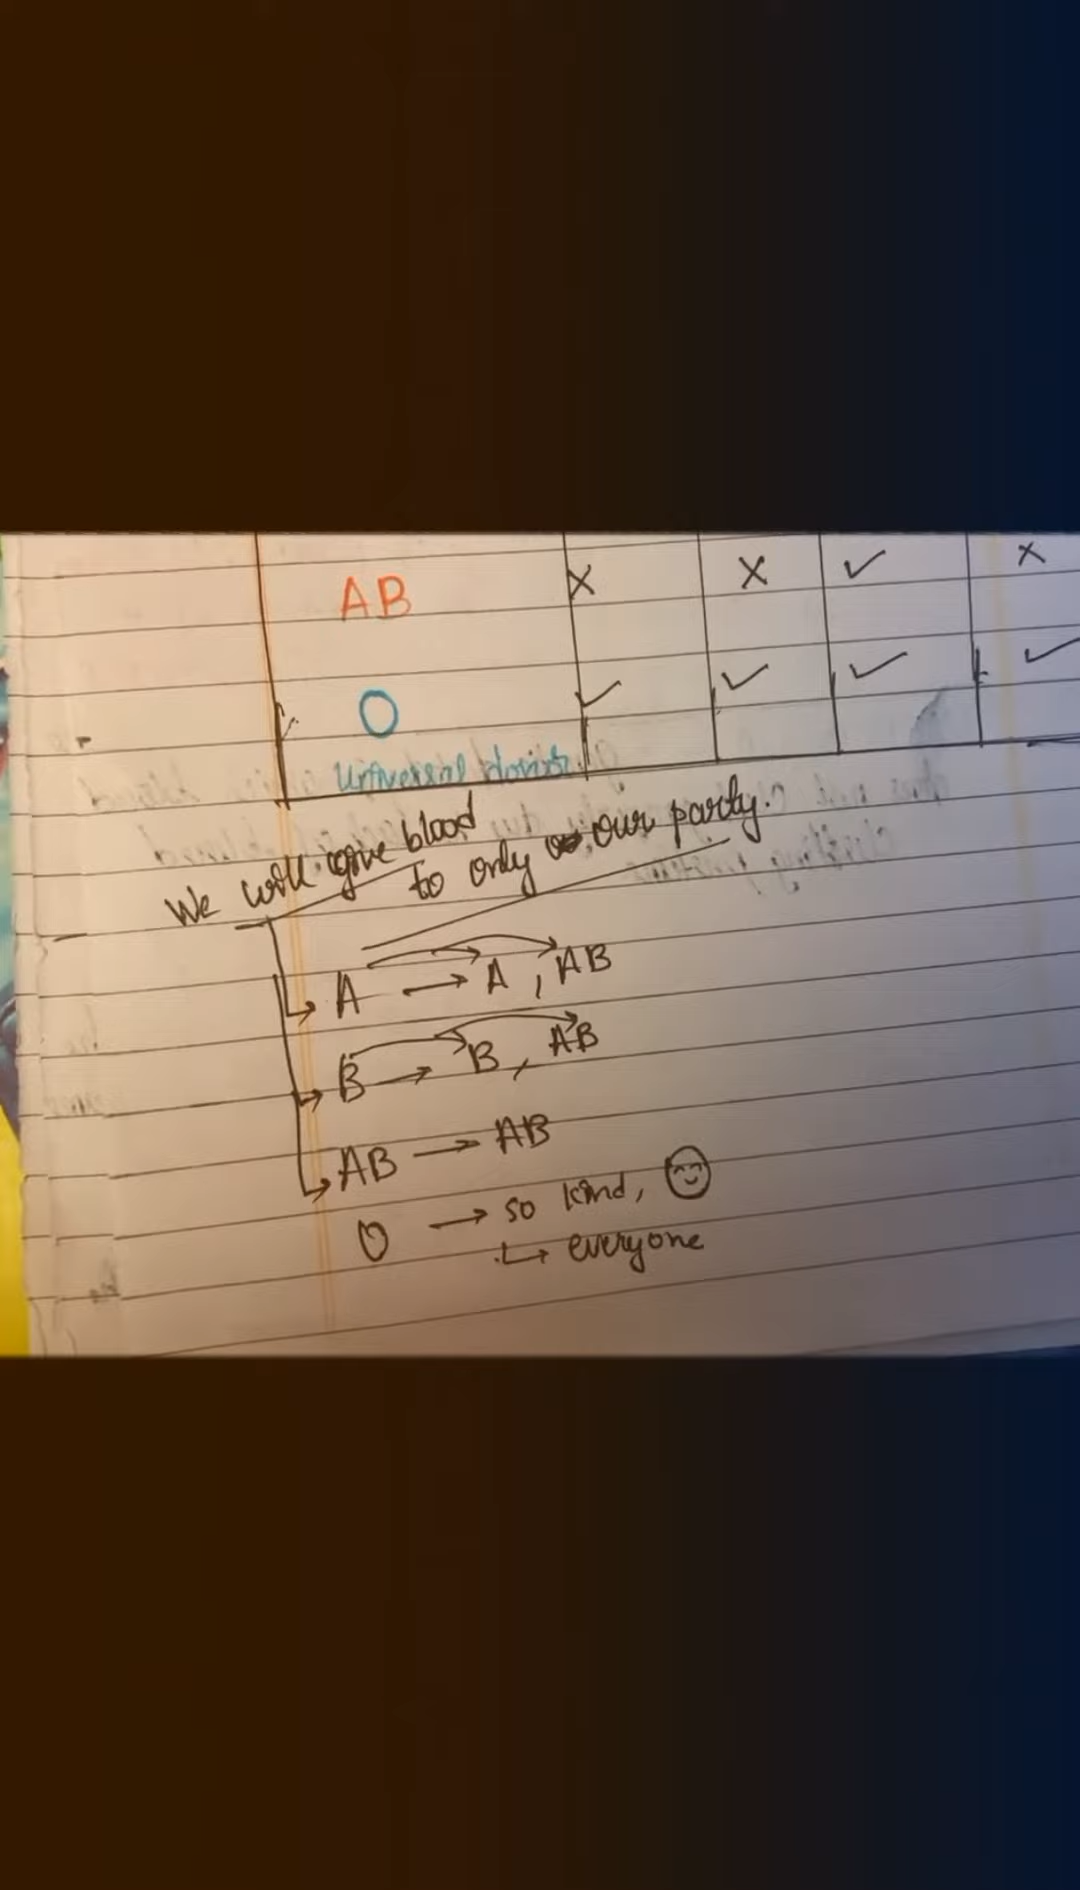 AB X X ✓ X
O ✓ ✓ ✓ ✓
Universal donor
We will give blood
to only our party.
A → A, AB
B → B, AB
AB → AB
O → so kind,
↳ everyone